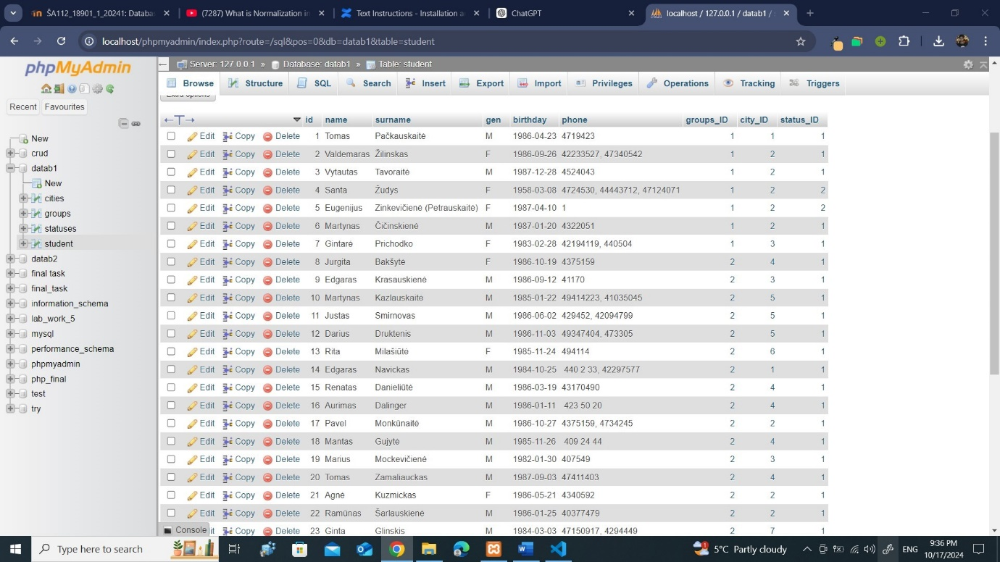 ŠA112_18901_1_20241: Databa
(7287) What is Normalization in
Text Instructions - Installation a
ChatGPT
localhost / 127.0.0.1 / datab1 /
localhost/phpmyadmin/index.php?route=/sql&pos=0&db=datab1&table=student
phpMyAdmin
Recent Favourites
New
crud
datab1
New
cities
groups
statuses
student
datab2
final task
final_task
information_schema
lab_work_5
mysql
performance_schema
phpmyadmin
php_final
test
try
Server: 127.0.0.1 » Database: datab1 » Table: student
Browse Structure SQL Search Insert Export Import Privileges Operations Tracking Triggers
Extra options
←T→ id name surname gen birthday phone groups_ID city_ID status_ID
Edit Copy Delete 1 Tomas Pačkauskaitė M 1986-04-23 4719423 1 1 1
Edit Copy Delete 2 Valdemaras Žilinskas F 1986-09-26 42233527, 47340542 1 2 1
Edit Copy Delete 3 Vytautas Tavoraitė M 1987-12-28 4524043 1 2 1
Edit Copy Delete 4 Santa Žudys F 1958-03-08 4724530, 44443712, 47124071 1 2 2
Edit Copy Delete 5 Eugenijus Zinkevičienė (Petrauskaitė) F 1987-04-10 1 1 2 2
Edit Copy Delete 6 Martynas Čičinskienė M 1987-01-20 4322051 1 2 1
Edit Copy Delete 7 Gintarė Prichodko F 1983-02-28 42194119, 440504 1 3 1
Edit Copy Delete 8 Jurgita Bakšytė F 1986-10-19 4375159 2 4 1
Edit Copy Delete 9 Edgaras Krasauskienė M 1986-09-12 41170 2 3 1
Edit Copy Delete 10 Martynas Kazlauskaitė M 1985-01-22 49414223, 41035045 2 5 1
Edit Copy Delete 11 Justas Smirnovas M 1986-06-02 429452, 42094799 2 5 1
Edit Copy Delete 12 Darius Druktenis M 1986-11-03 49347404, 473305 2 5 1
Edit Copy Delete 13 Rita Milašiūtė F 1985-11-24 494114 2 6 1
Edit Copy Delete 14 Edgaras Navickas M 1984-10-25 440 2 33, 42297577 2 1 1
Edit Copy Delete 15 Renatas Danieliūtė M 1986-03-19 43170490 2 4 1
Edit Copy Delete 16 Aurimas Dalinger M 1986-01-11 423 50 20 2 4 1
Edit Copy Delete 17 Pavel Monkūnaitė M 1986-10-27 4375159, 4734245 2 2 1
Edit Copy Delete 18 Mantas Gujytė M 1985-11-26 409 24 44 2 4 1
Edit Copy Delete 19 Marius Mockevičienė M 1982-01-30 407549 2 3 1
Edit Copy Delete 20 Tomas Zamaliauckas M 1987-09-03 47411403 2 4 1
Edit Copy Delete 21 Agnė Kuzmickas F 1986-05-21 4340592 2 2 1
Edit Copy Delete 22 Ramūnas Šarlauskienė M 1986-01-25 40377479 2 2 1
Console it Copy Delete 23 Ginta Glinskis M 1984-03-03 47150917, 4294449 2 7 1
Type here to search
5°C Partly cloudy
ENG
9:36 PM
10/17/2024